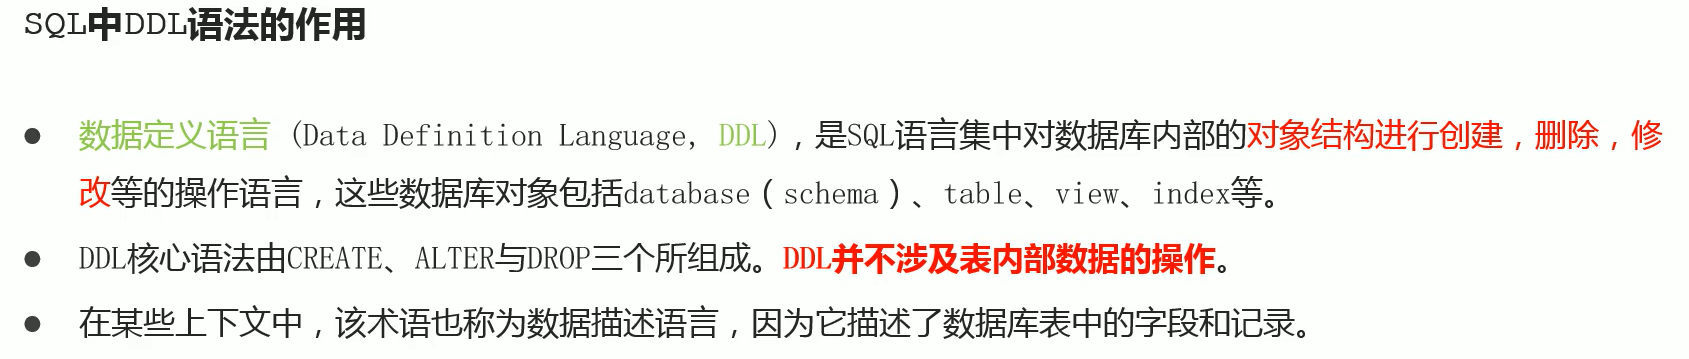 SQL中DDL语法的作用
● 数据定义语言 (Data Definition Language, DDL)，是SQL语言集中对数据库内部的对象结构进行创建，删除，修
改等的操作语言，这些数据库对象包括database（schema）、table、view、index等。
● DDL核心语法由CREATE、ALTER与DROP三个所组成。DDL并不涉及表内部数据的操作。
● 在某些上下文中，该术语也称为数据描述语言，因为它描述了数据库表中的字段和记录。